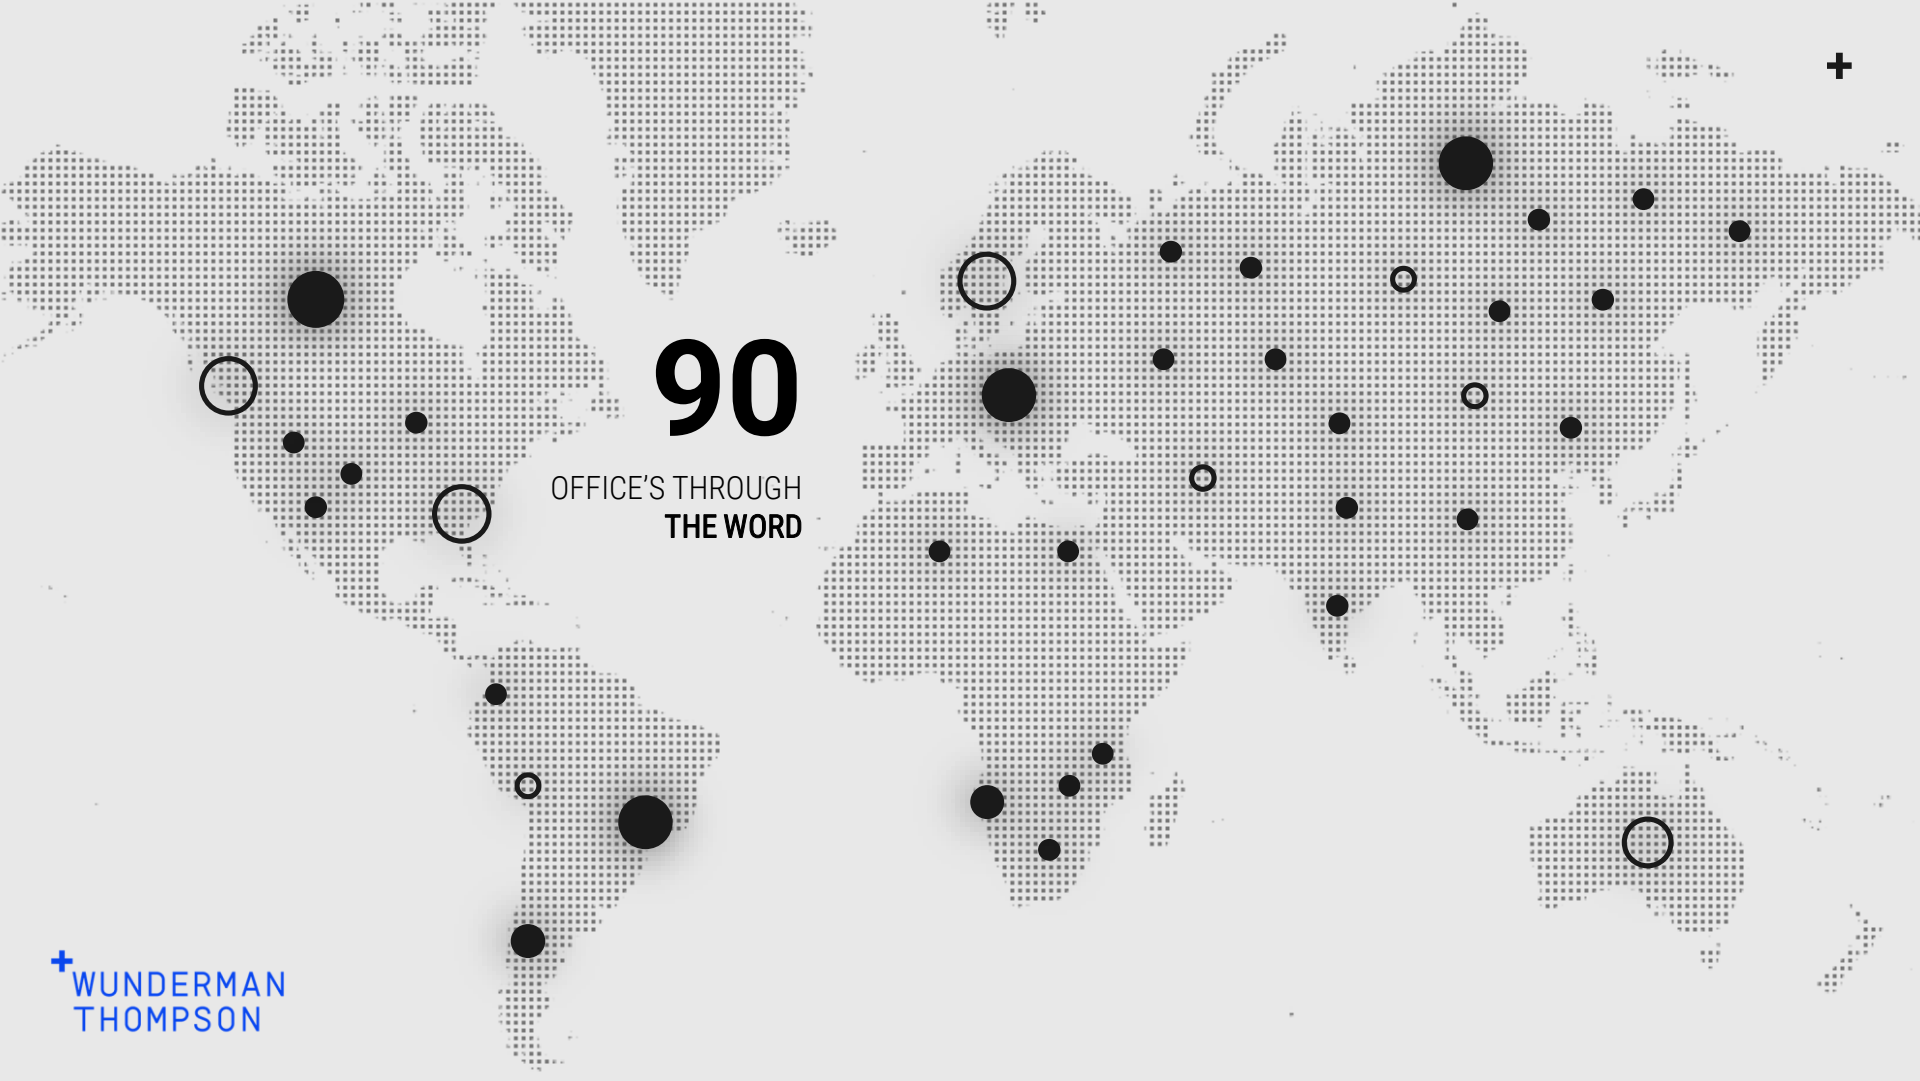 90
OFFICE’S THROUGH
THE WORD
WUNDERMAN
THOMPSON